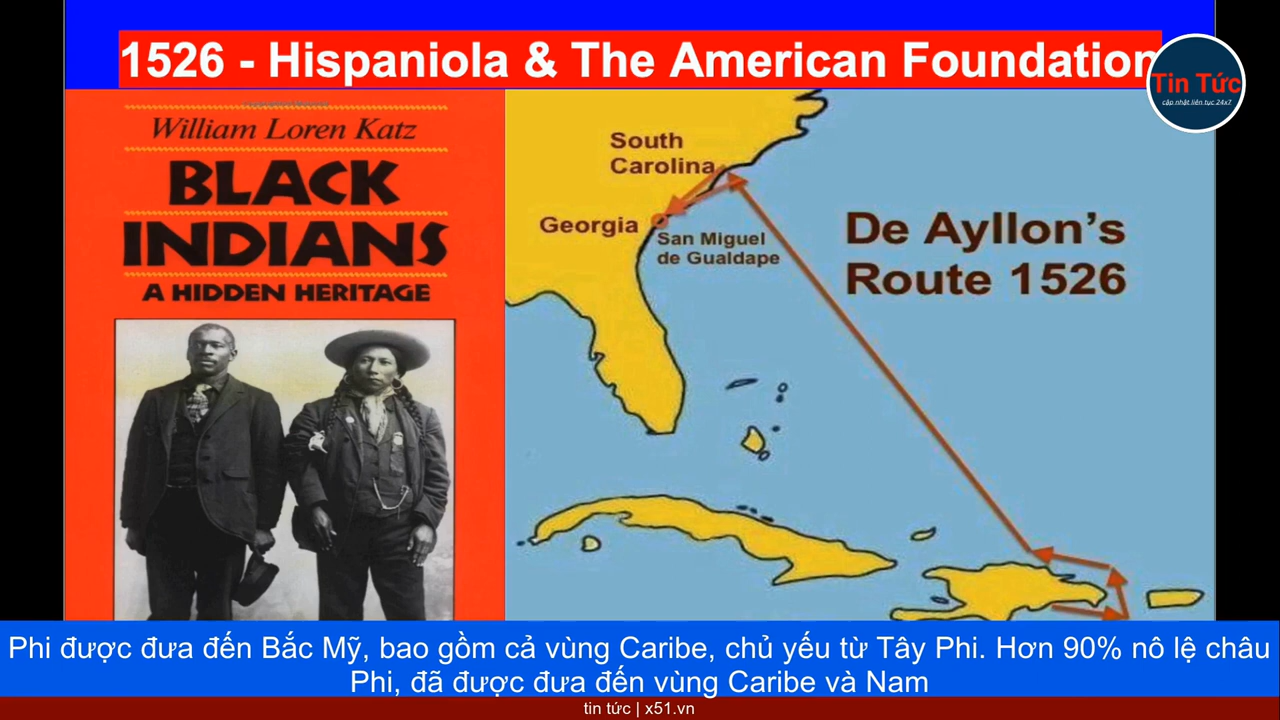 1526 - Hispaniola & The American Foundation
Tin Tức
cập nhật liên tục 24x7
William Loren Katz
BLACK
INDIANS
A HIDDEN HERITAGE
South
Carolina
Georgia
San Miguel
de Gualdape
De Ayllon's
Route 1526
Phi được đưa đến Bắc Mỹ, bao gồm cả vùng Caribe, chủ yếu từ Tây Phi. Hơn 90% nô lệ châu
Phi, đã được đưa đến vùng Caribe và Nam
tin tức | x51.vn